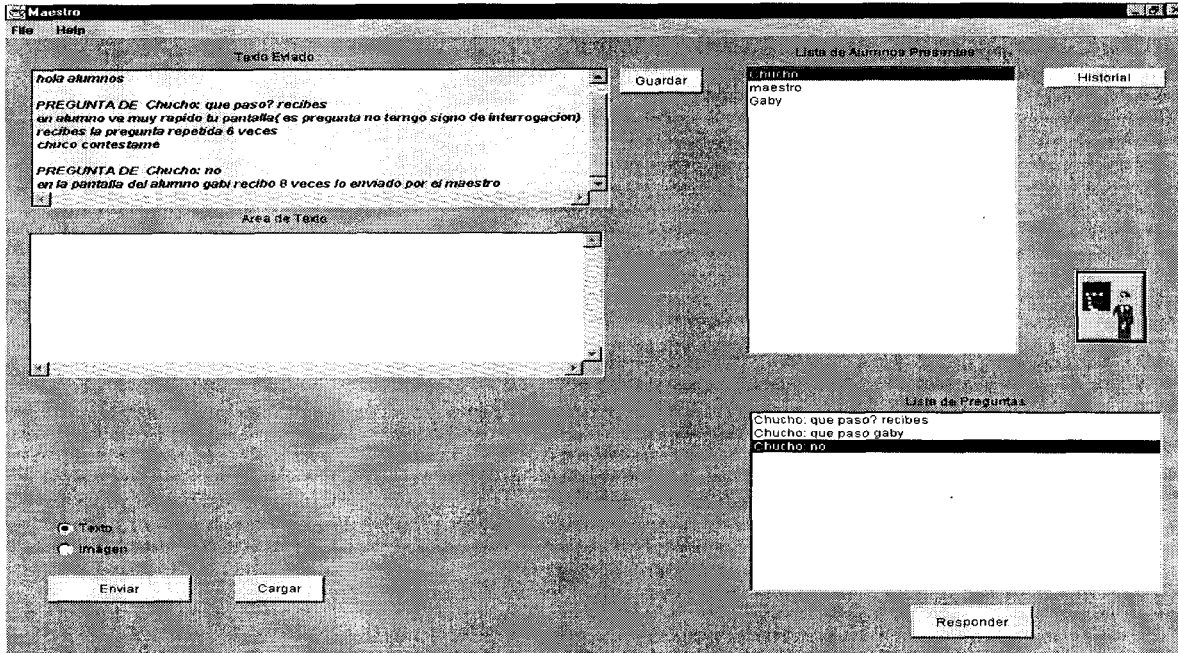 Maestro
File Help
Texto Eviado
hola alumnos
PREGUNTA DE Chucho: que paso? recibes
en alumno va muy rapido tu pantalla( es pregunta no terngo signo de interrogacion)
recibes la pregunta repetida 6 veces
chuco contestame
PREGUNTA DE Chucho: no
en la pantalla del alumno gabi recibo 8 veces lo enviado por el maestro
Guardar
Area de Texto
Lista de Alumnos Presentes
Chucho
maestro
Gaby
Historial
Lista de Preguntas
Chucho: que paso? recibes
Chucho: que paso gaby
Chucho: no
Texto
Imágen
Enviar Cargar
Responder